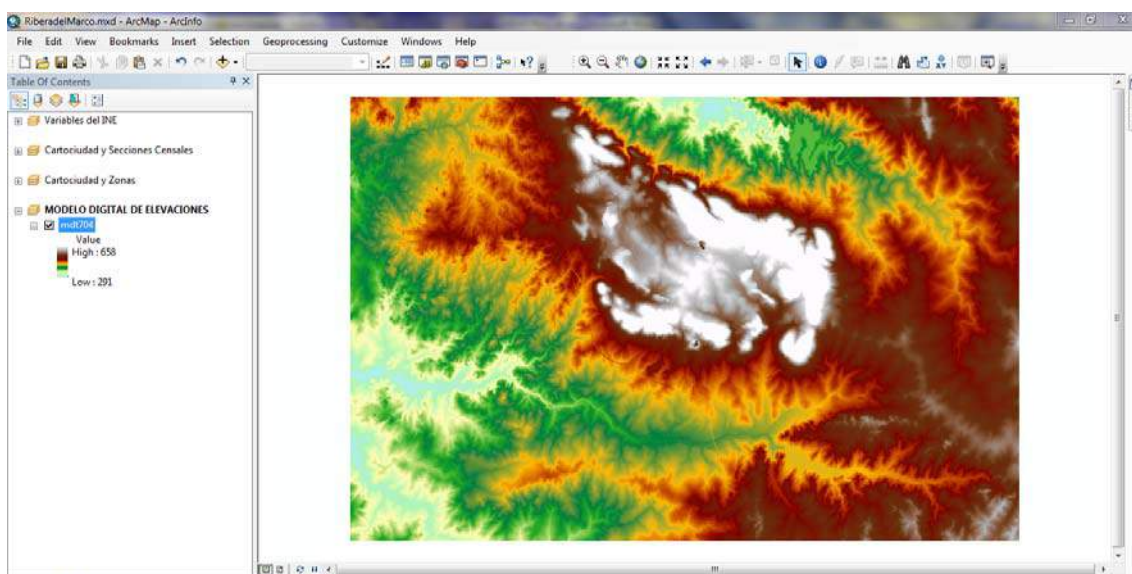 RiberadelMarco.mxd - ArcMap - ArcInfo
File Edit View Bookmarks Insert Selection Geoprocessing Customize Windows Help
Table Of Contents
Variables del INE
Cartociudad y Secciones Censales
Cartociudad y Zonas
MODELO DIGITAL DE ELEVACIONES
mdt704
Value
High : 658
Low : 291